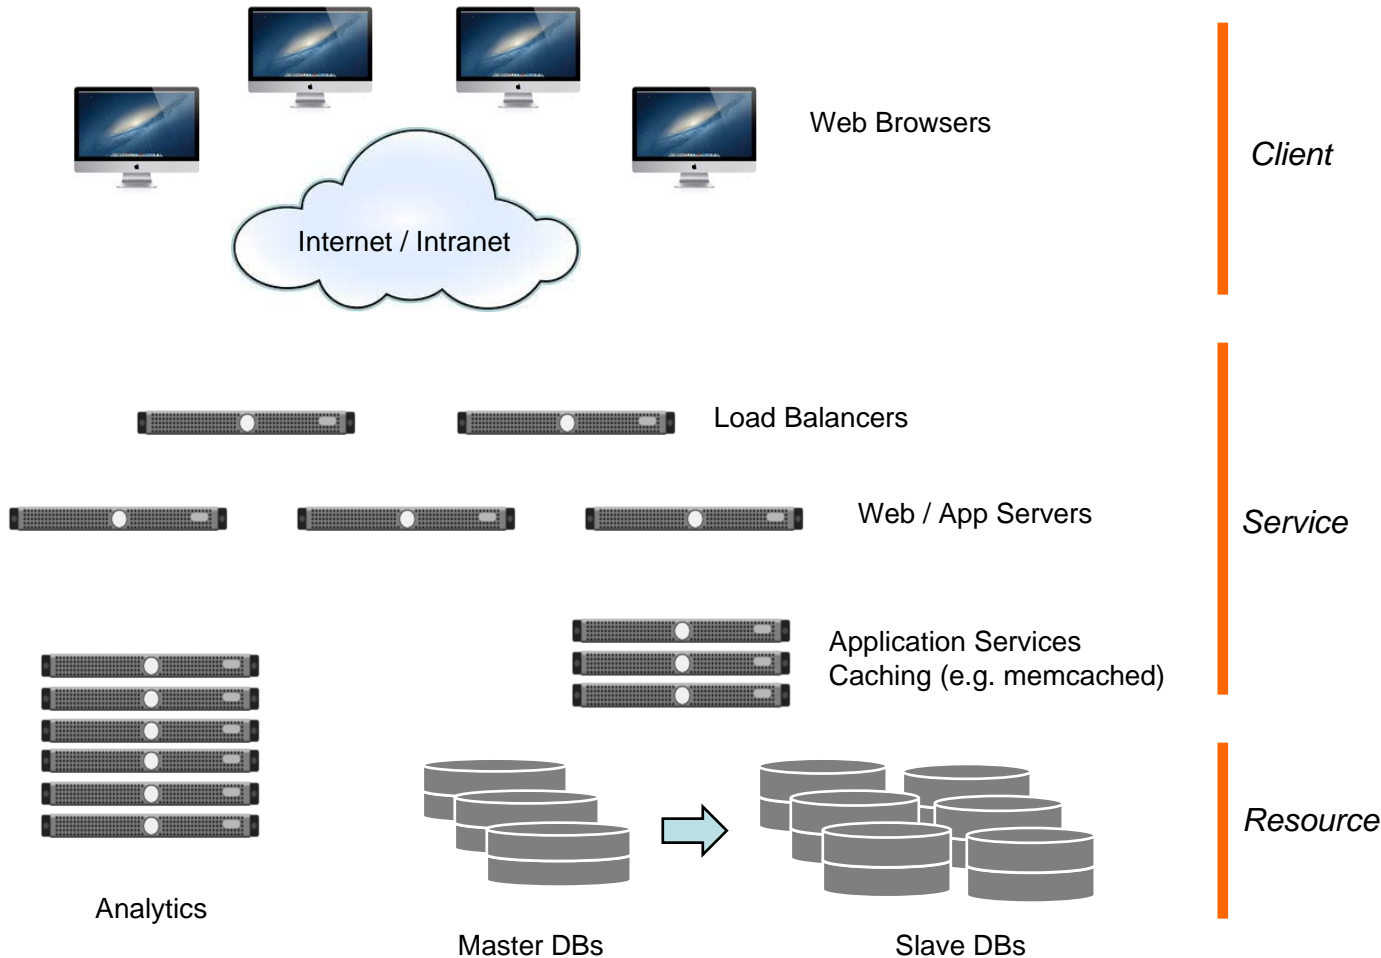 Web Browsers
Client
Internet / Intranet
Load Balancers
Web / App Servers
Service
Application Services
Caching (e.g. memcached)
Resource
Analytics
Master DBs
Slave DBs